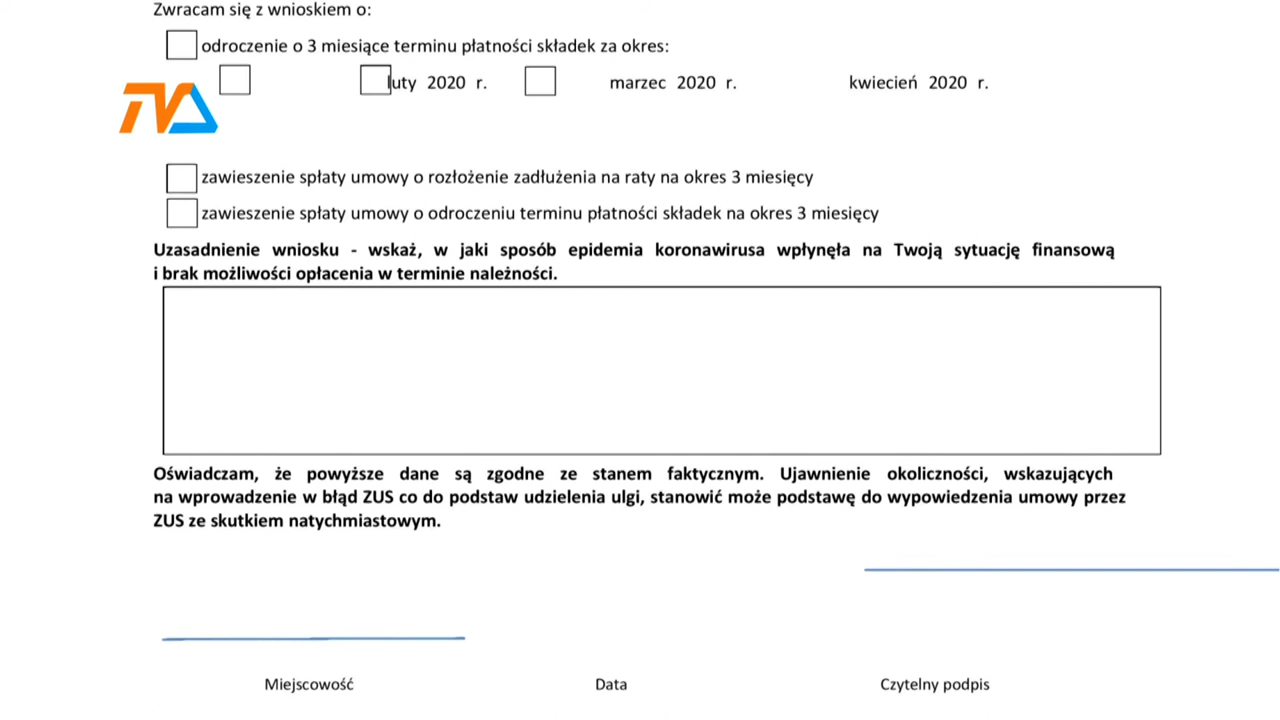 Zwracam się z wnioskiem o:
odroczenie o 3 miesiące terminu płatności składek za okres:
luty 2020 r. marzec 2020 r. kwiecień 2020 r.
TVA
zawieszenie spłaty umowy o rozłożenie zadłużenia na raty na okres 3 miesięcy
zawieszenie spłaty umowy o odroczeniu terminu płatności składek na okres 3 miesięcy
Uzasadnienie wniosku - wskaż, w jaki sposób epidemia koronawirusa wpłynęła na Twoją sytuację finansową
i brak możliwości opłacenia w terminie należności.
Oświadczam, że powyższe dane są zgodne ze stanem faktycznym. Ujawnienie okoliczności, wskazujących
na wprowadzenie w błąd ZUS co do podstaw udzielenia ulgi, stanowić może podstawę do wypowiedzenia umowy przez
ZUS ze skutkiem natychmiastowym.
Miejscowość Data Czytelny podpis